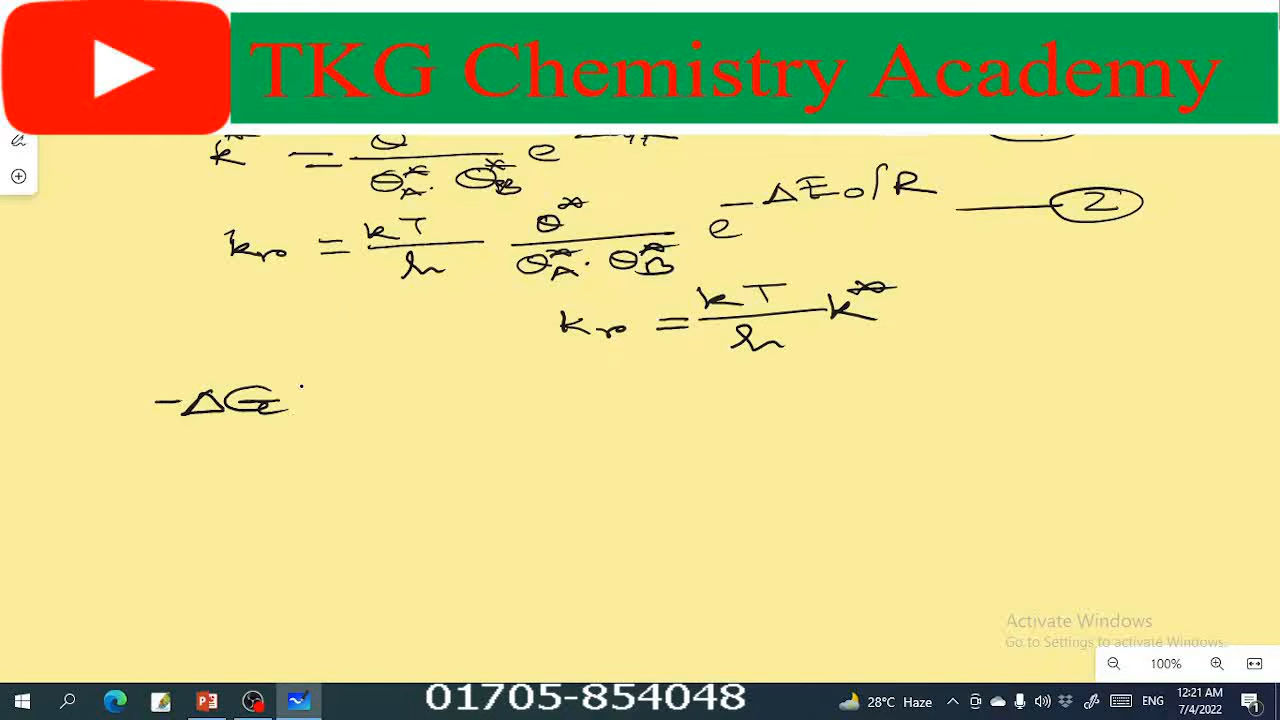 TKG Chemistry Academy
k* = θ / θ*A · θ*B e
kr = kT/h θ*/θ*A · θ*B e^-ΔE0/R — 2
kr = kT/h k*
-ΔG
Activate Windows
Go to Settings to activate Windows.
100%
01705-854048
28°C Haze
ENG
12:21 AM
7/4/2022
1